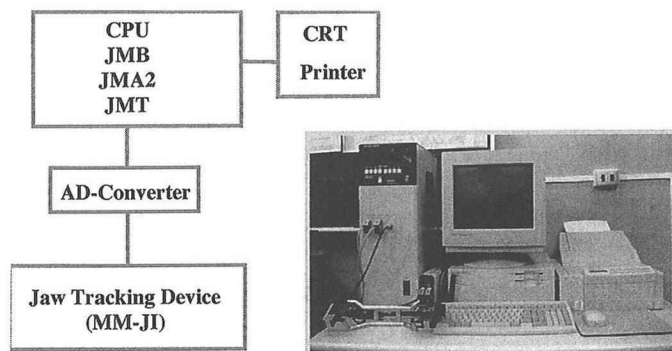 CPU
JMB
JMA2
JMT
CRT
Printer
AD-Converter
Jaw Tracking Device
(MM-JI)